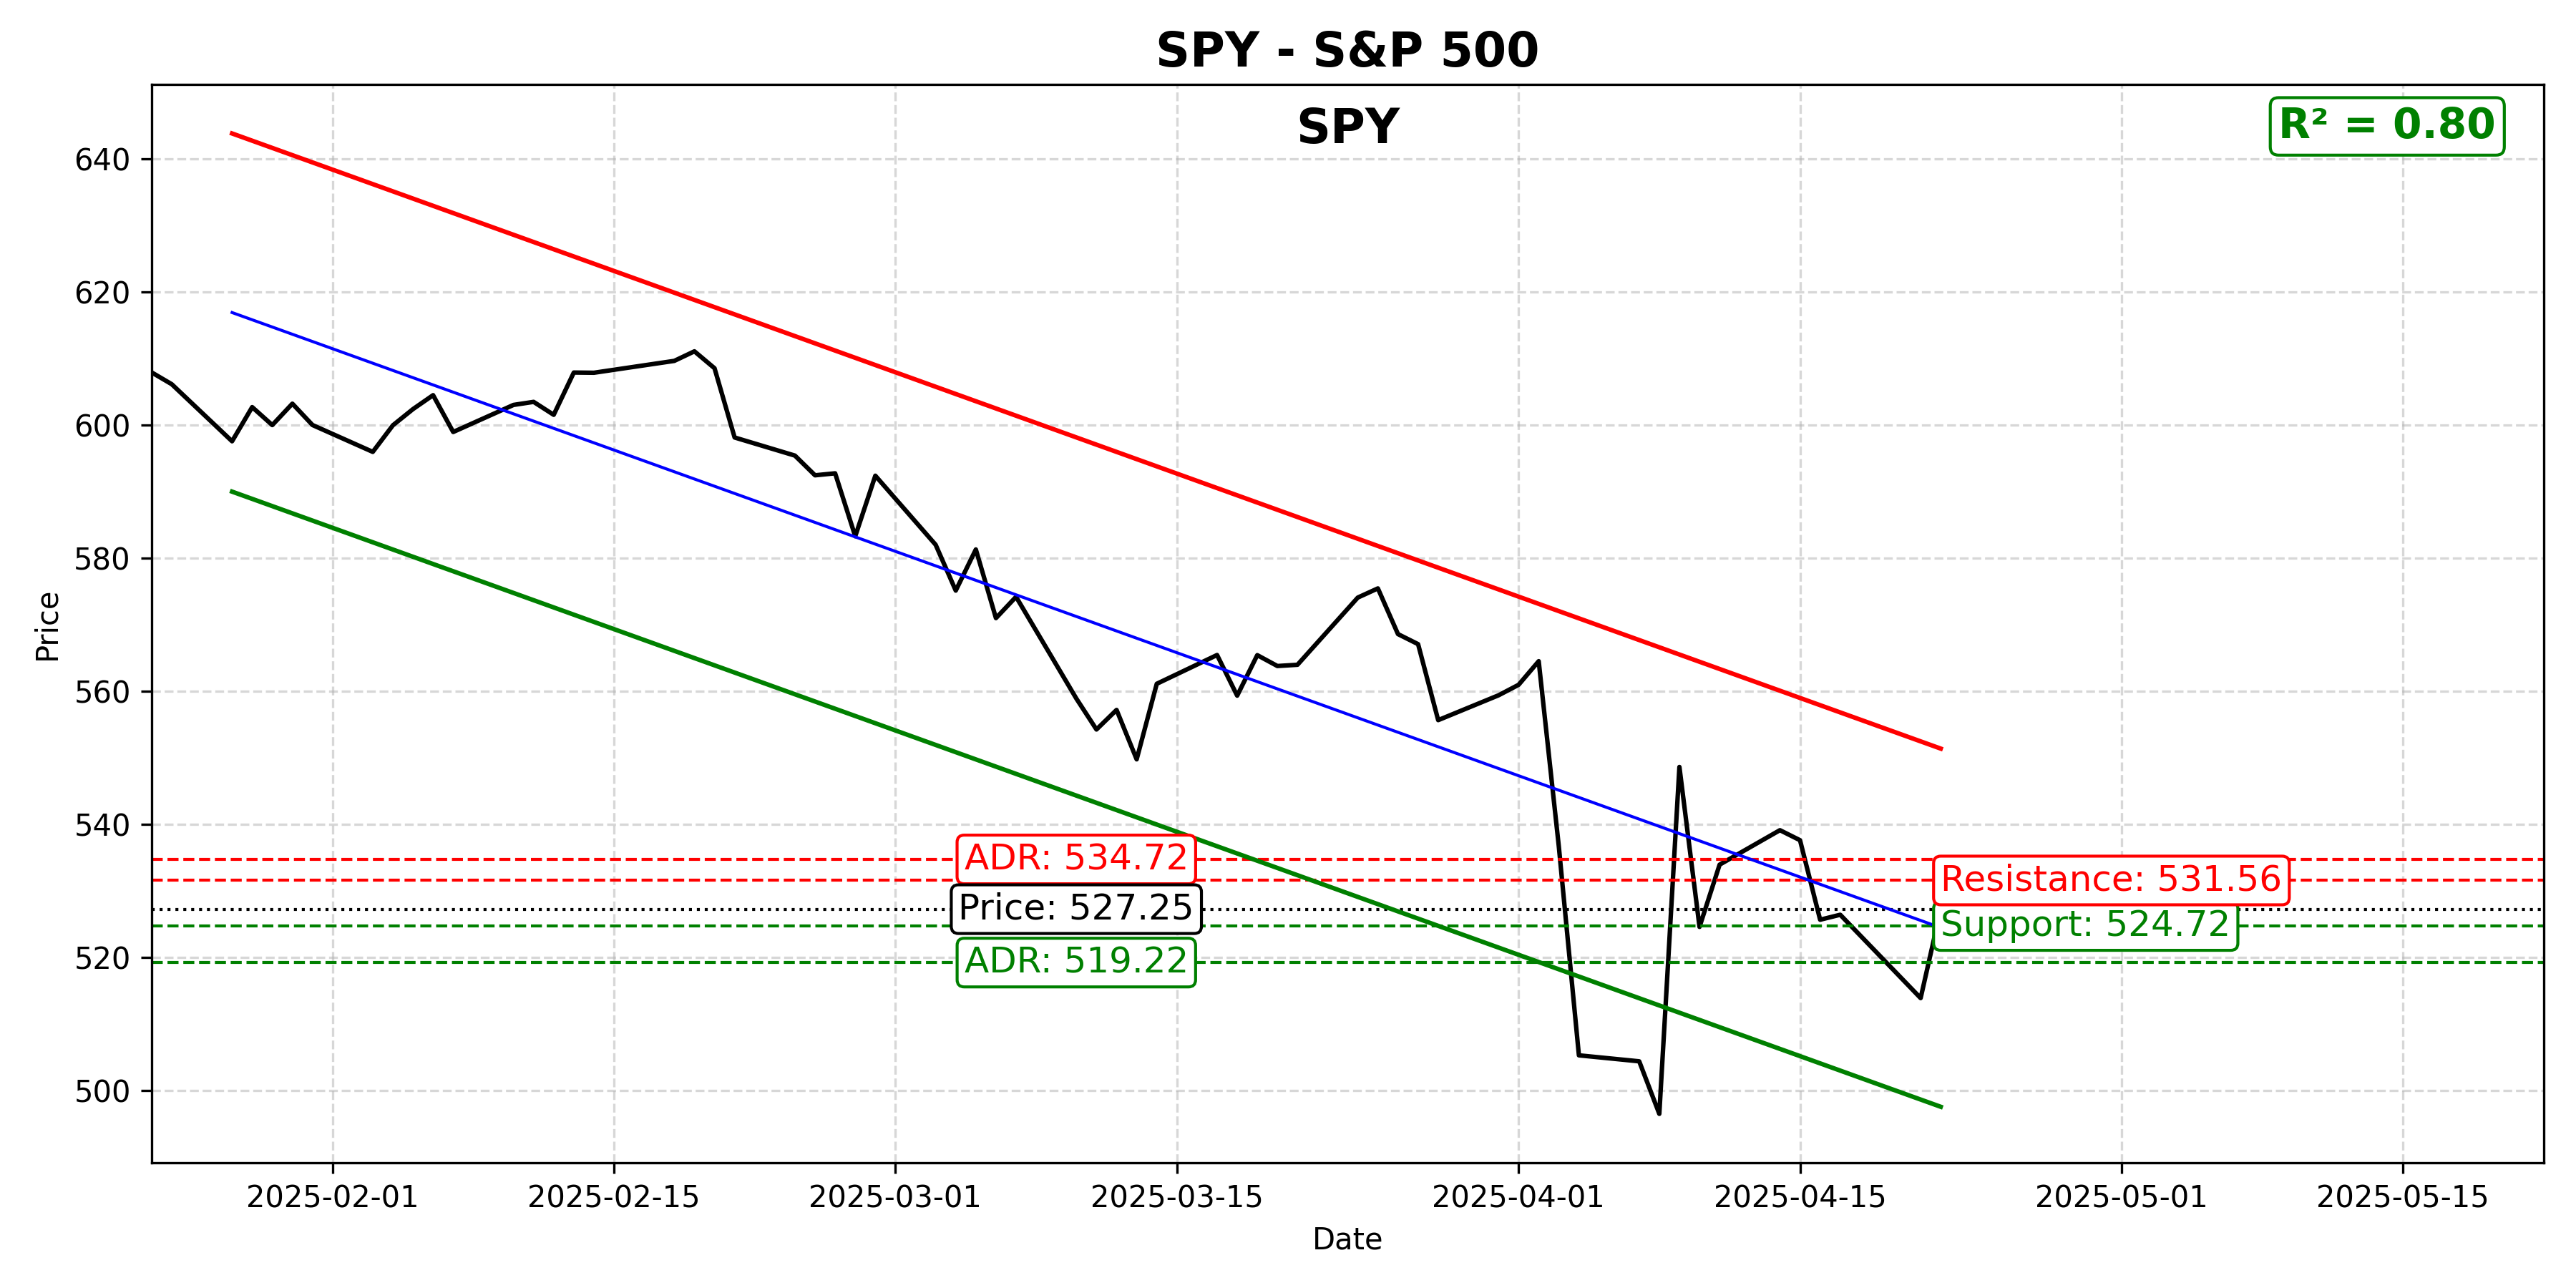 SPY - S&P 500
SPY
R² = 0.80
Price
640
620
600
580
560
540
520
500
ADR: 534.72
Resistance: 531.56
Price: 527.25
Support: 524.72
ADR: 519.22
2025-02-01
2025-02-15
2025-03-01
2025-03-15
2025-04-01
2025-04-15
2025-05-01
2025-05-15
Date